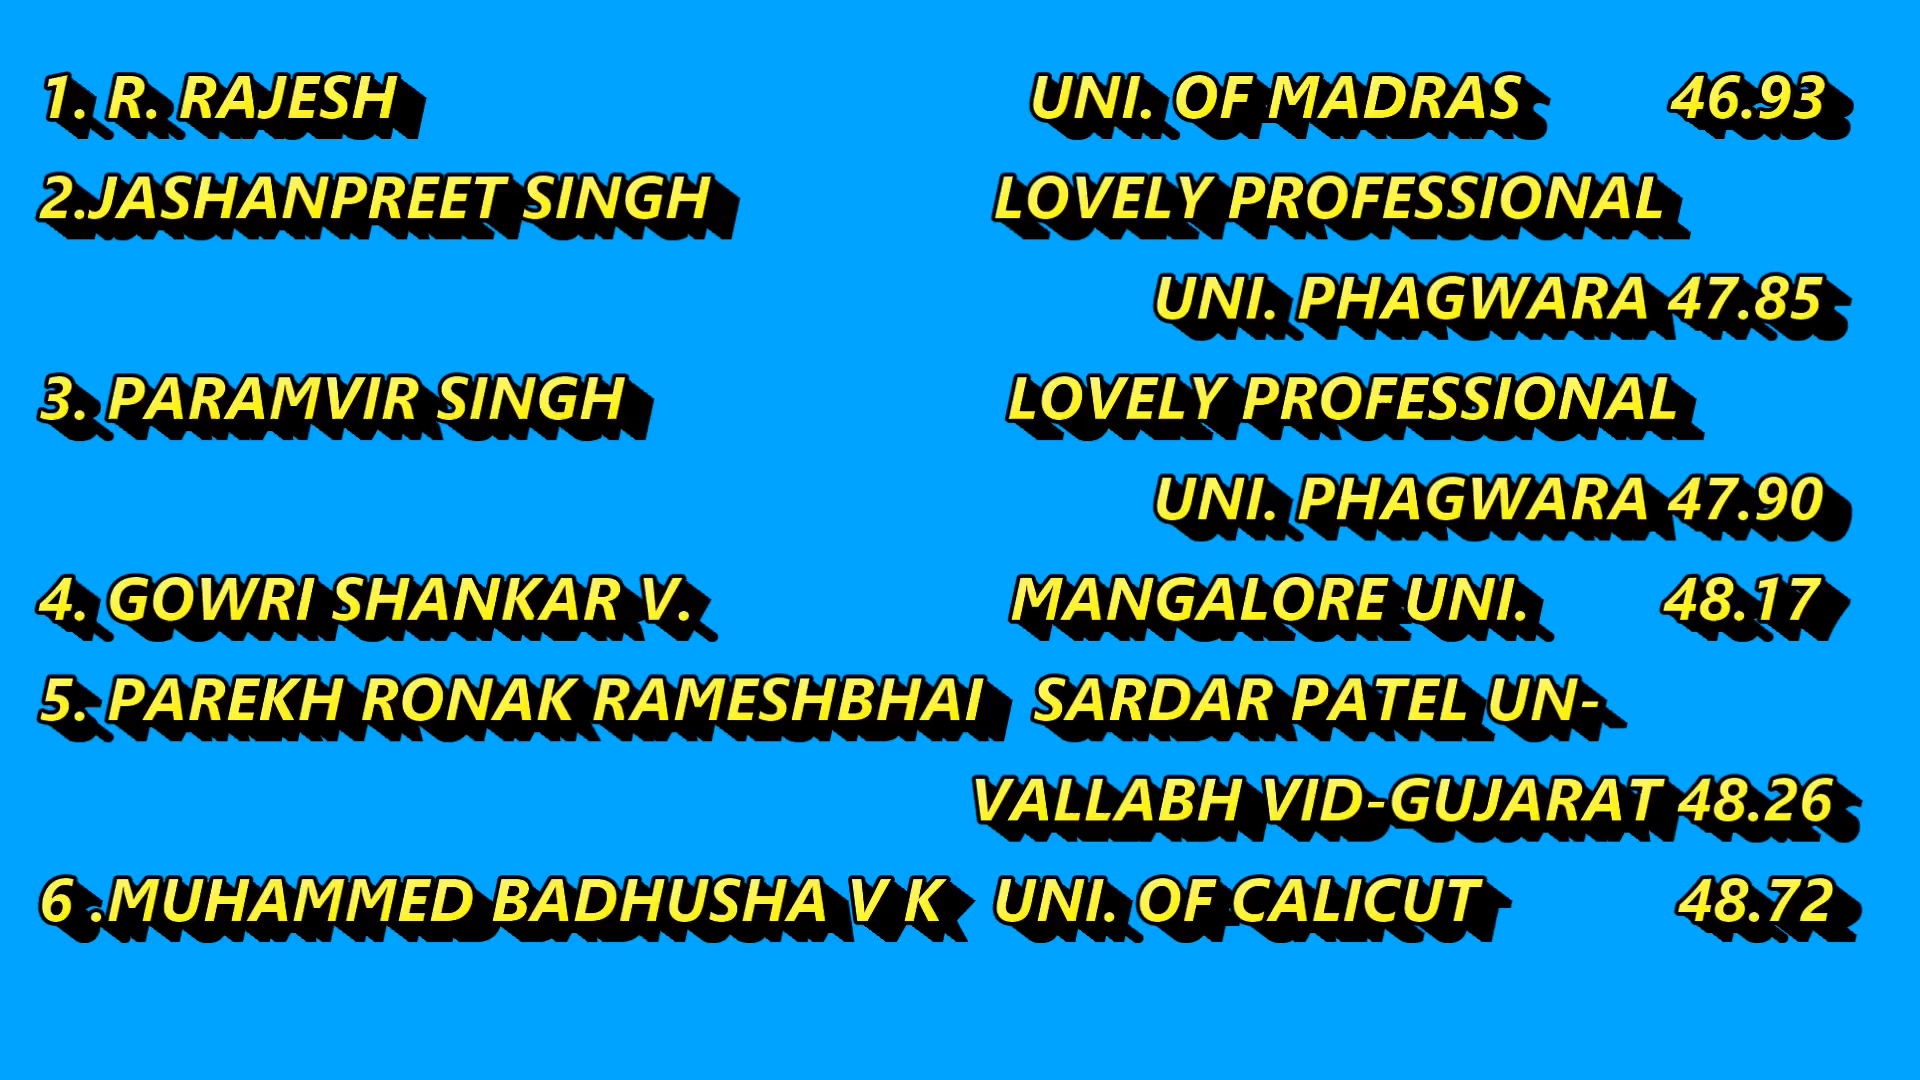 1. R. RAJESH UNI. OF MADRAS 46.93
2.JASHANPREET SINGH LOVELY PROFESSIONAL
UNI. PHAGWARA 47.85
3. PARAMVIR SINGH LOVELY PROFESSIONAL
UNI. PHAGWARA 47.90
4. GOWRI SHANKAR V. MANGALORE UNI. 48.17
5. PAREKH RONAK RAMESHBHAI SARDAR PATEL UN-
VALLABH VID-GUJARAT 48.26
6 .MUHAMMED BADHUSHA V K UNI. OF CALICUT 48.72